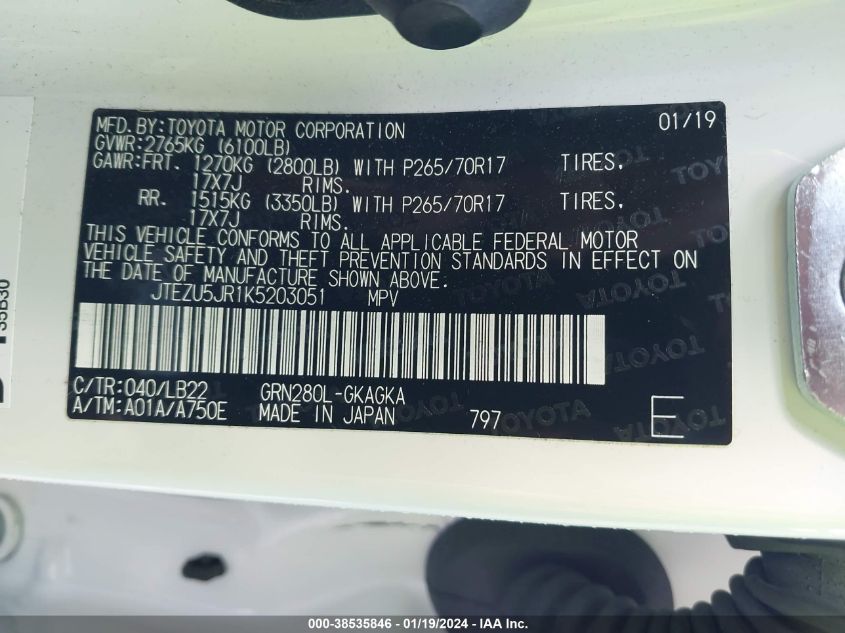 MFD. BY: TOYOTA MOTOR CORPORATION 01/19
GVWR: 2765KG (6100LB)
GAWR: FRT. 1270KG (2800LB) WITH P265/70R17 TIRES,
17X7J RIMS.
RR. 1515KG (3350LB) WITH P265/70R17 TIRES,
17X7J RIMS.
THIS VEHICLE CONFORMS TO ALL APPLICABLE FEDERAL MOTOR
VEHICLE SAFETY AND THEFT PREVENTION STANDARDS IN EFFECT ON
THE DATE OF MANUFACTURE SHOWN ABOVE.
JTEZU5JR1K5203051 MPV
C/TR: 040/LB22 GRN280L-GKAGKA
A/TM: A01A/A750E MADE IN JAPAN 797 E
000-38535846 - 01/19/2024 - IAA, Inc.